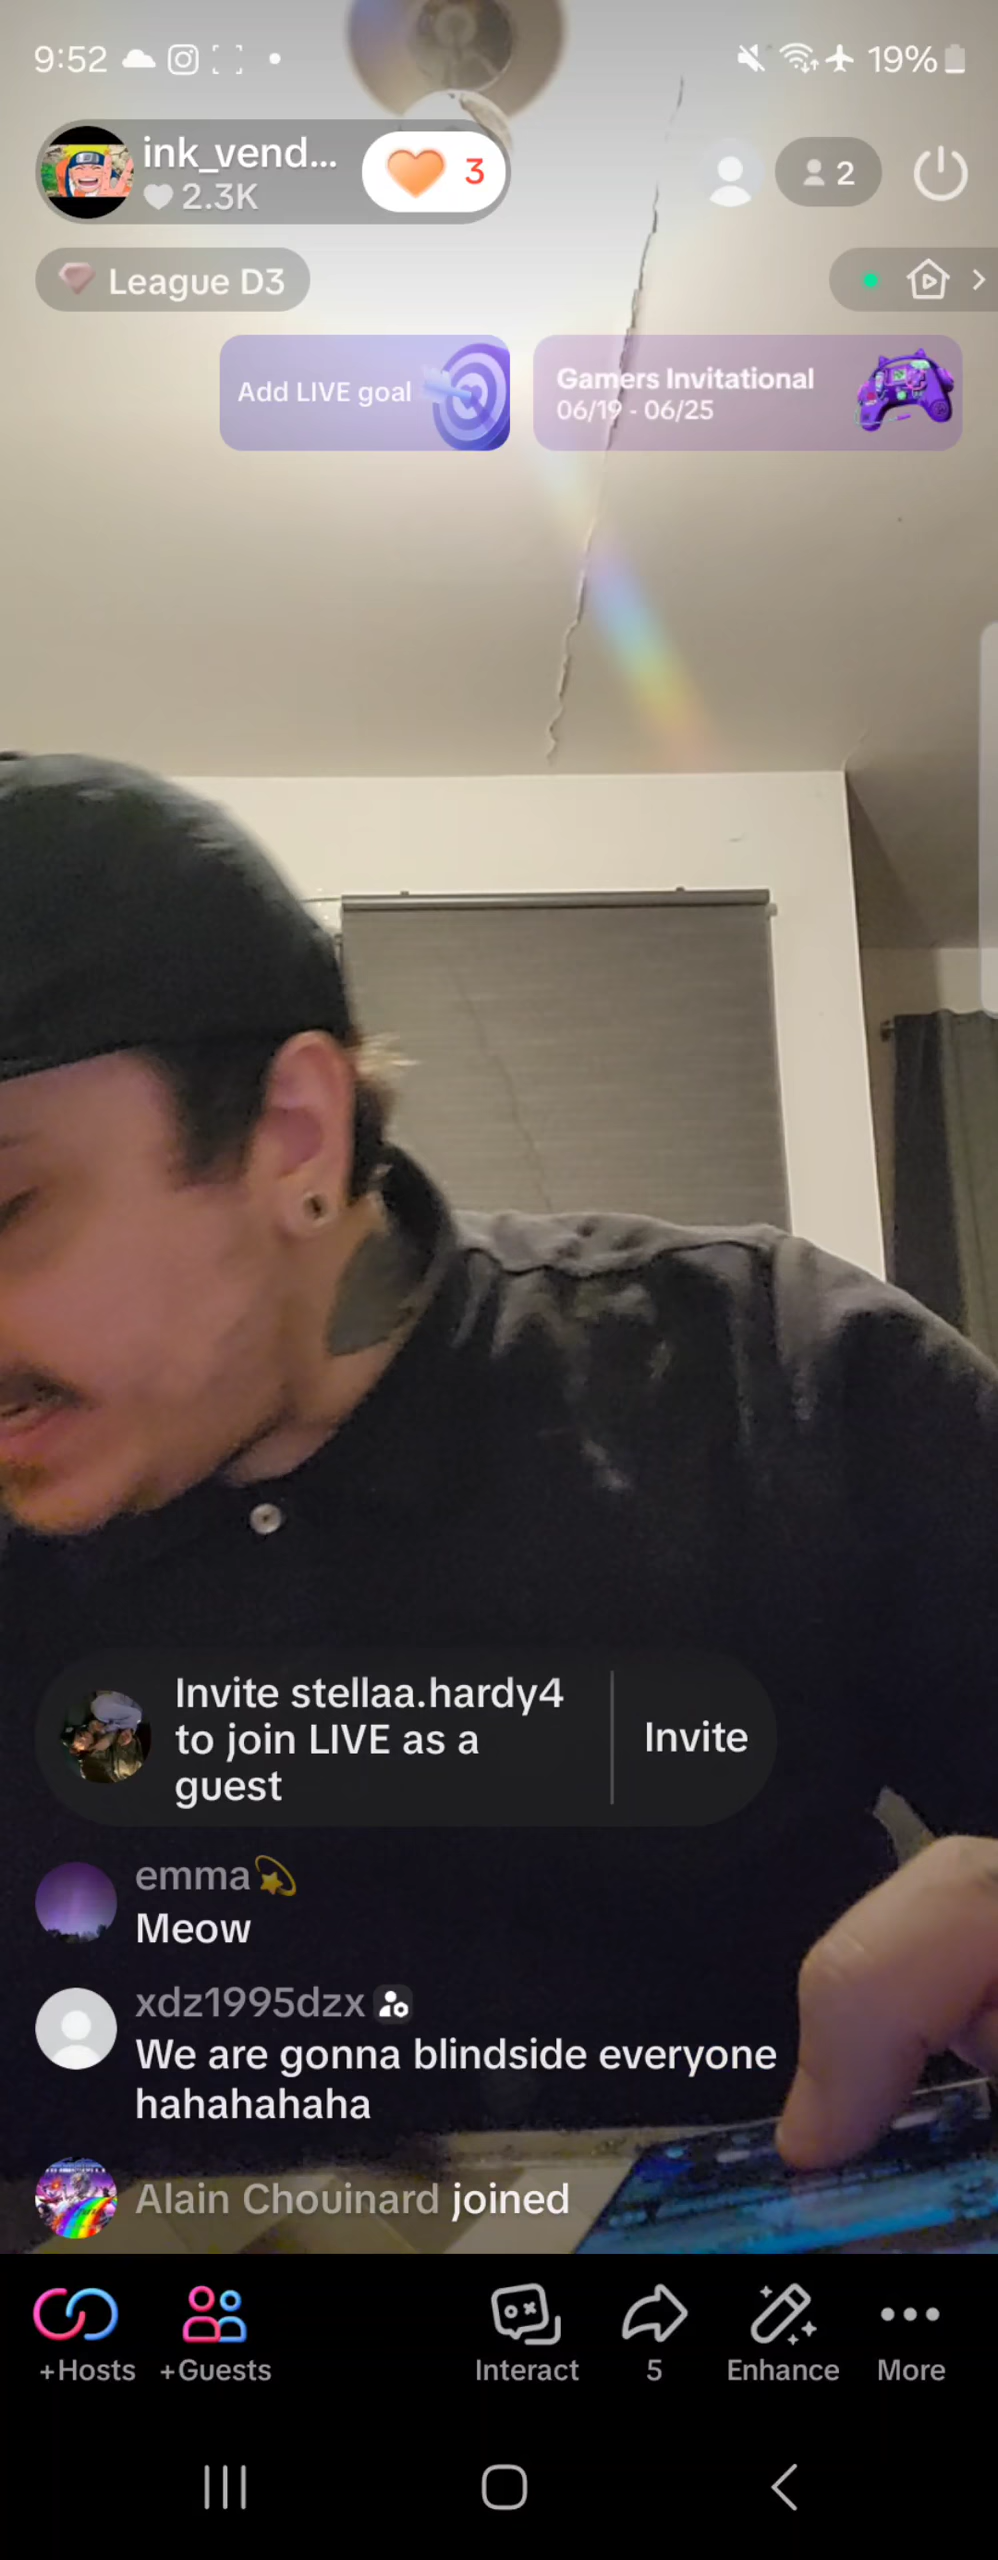 9:52
19%
ink_vend...
2.3K
3
2
League D3
Add LIVE goal
Gamers Invitational
06/19 - 06/25
Invite stellaa.hardy4
to join LIVE as a
guest
Invite
emma💫
Meow
xdz1995dzx
We are gonna blindside everyone
hahahahaha
Alain Chouinard joined
+Hosts
+Guests
Interact
5
Enhance
More